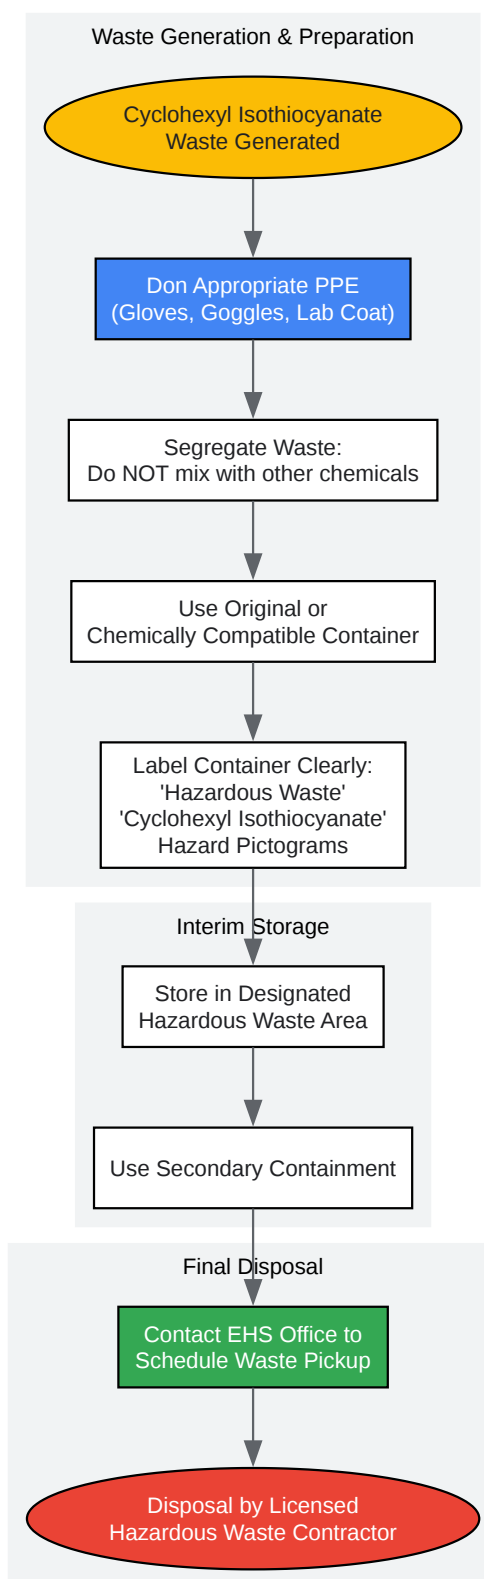 Waste Generation & Preparation
Cyclohexyl Isothiocyanate
Waste Generated
Don Appropriate PPE
(Gloves, Goggles, Lab Coat)
Segregate Waste:
Do NOT mix with other chemicals
Use Original or
Chemically Compatible Container
Label Container Clearly:
'Hazardous Waste'
'Cyclohexyl Isothiocyanate'
Hazard Pictograms
Interim Storage
Store in Designated
Hazardous Waste Area
Use Secondary Containment
Final Disposal
Contact EHS Office to
Schedule Waste Pickup
Disposal by Licensed
Hazardous Waste Contractor